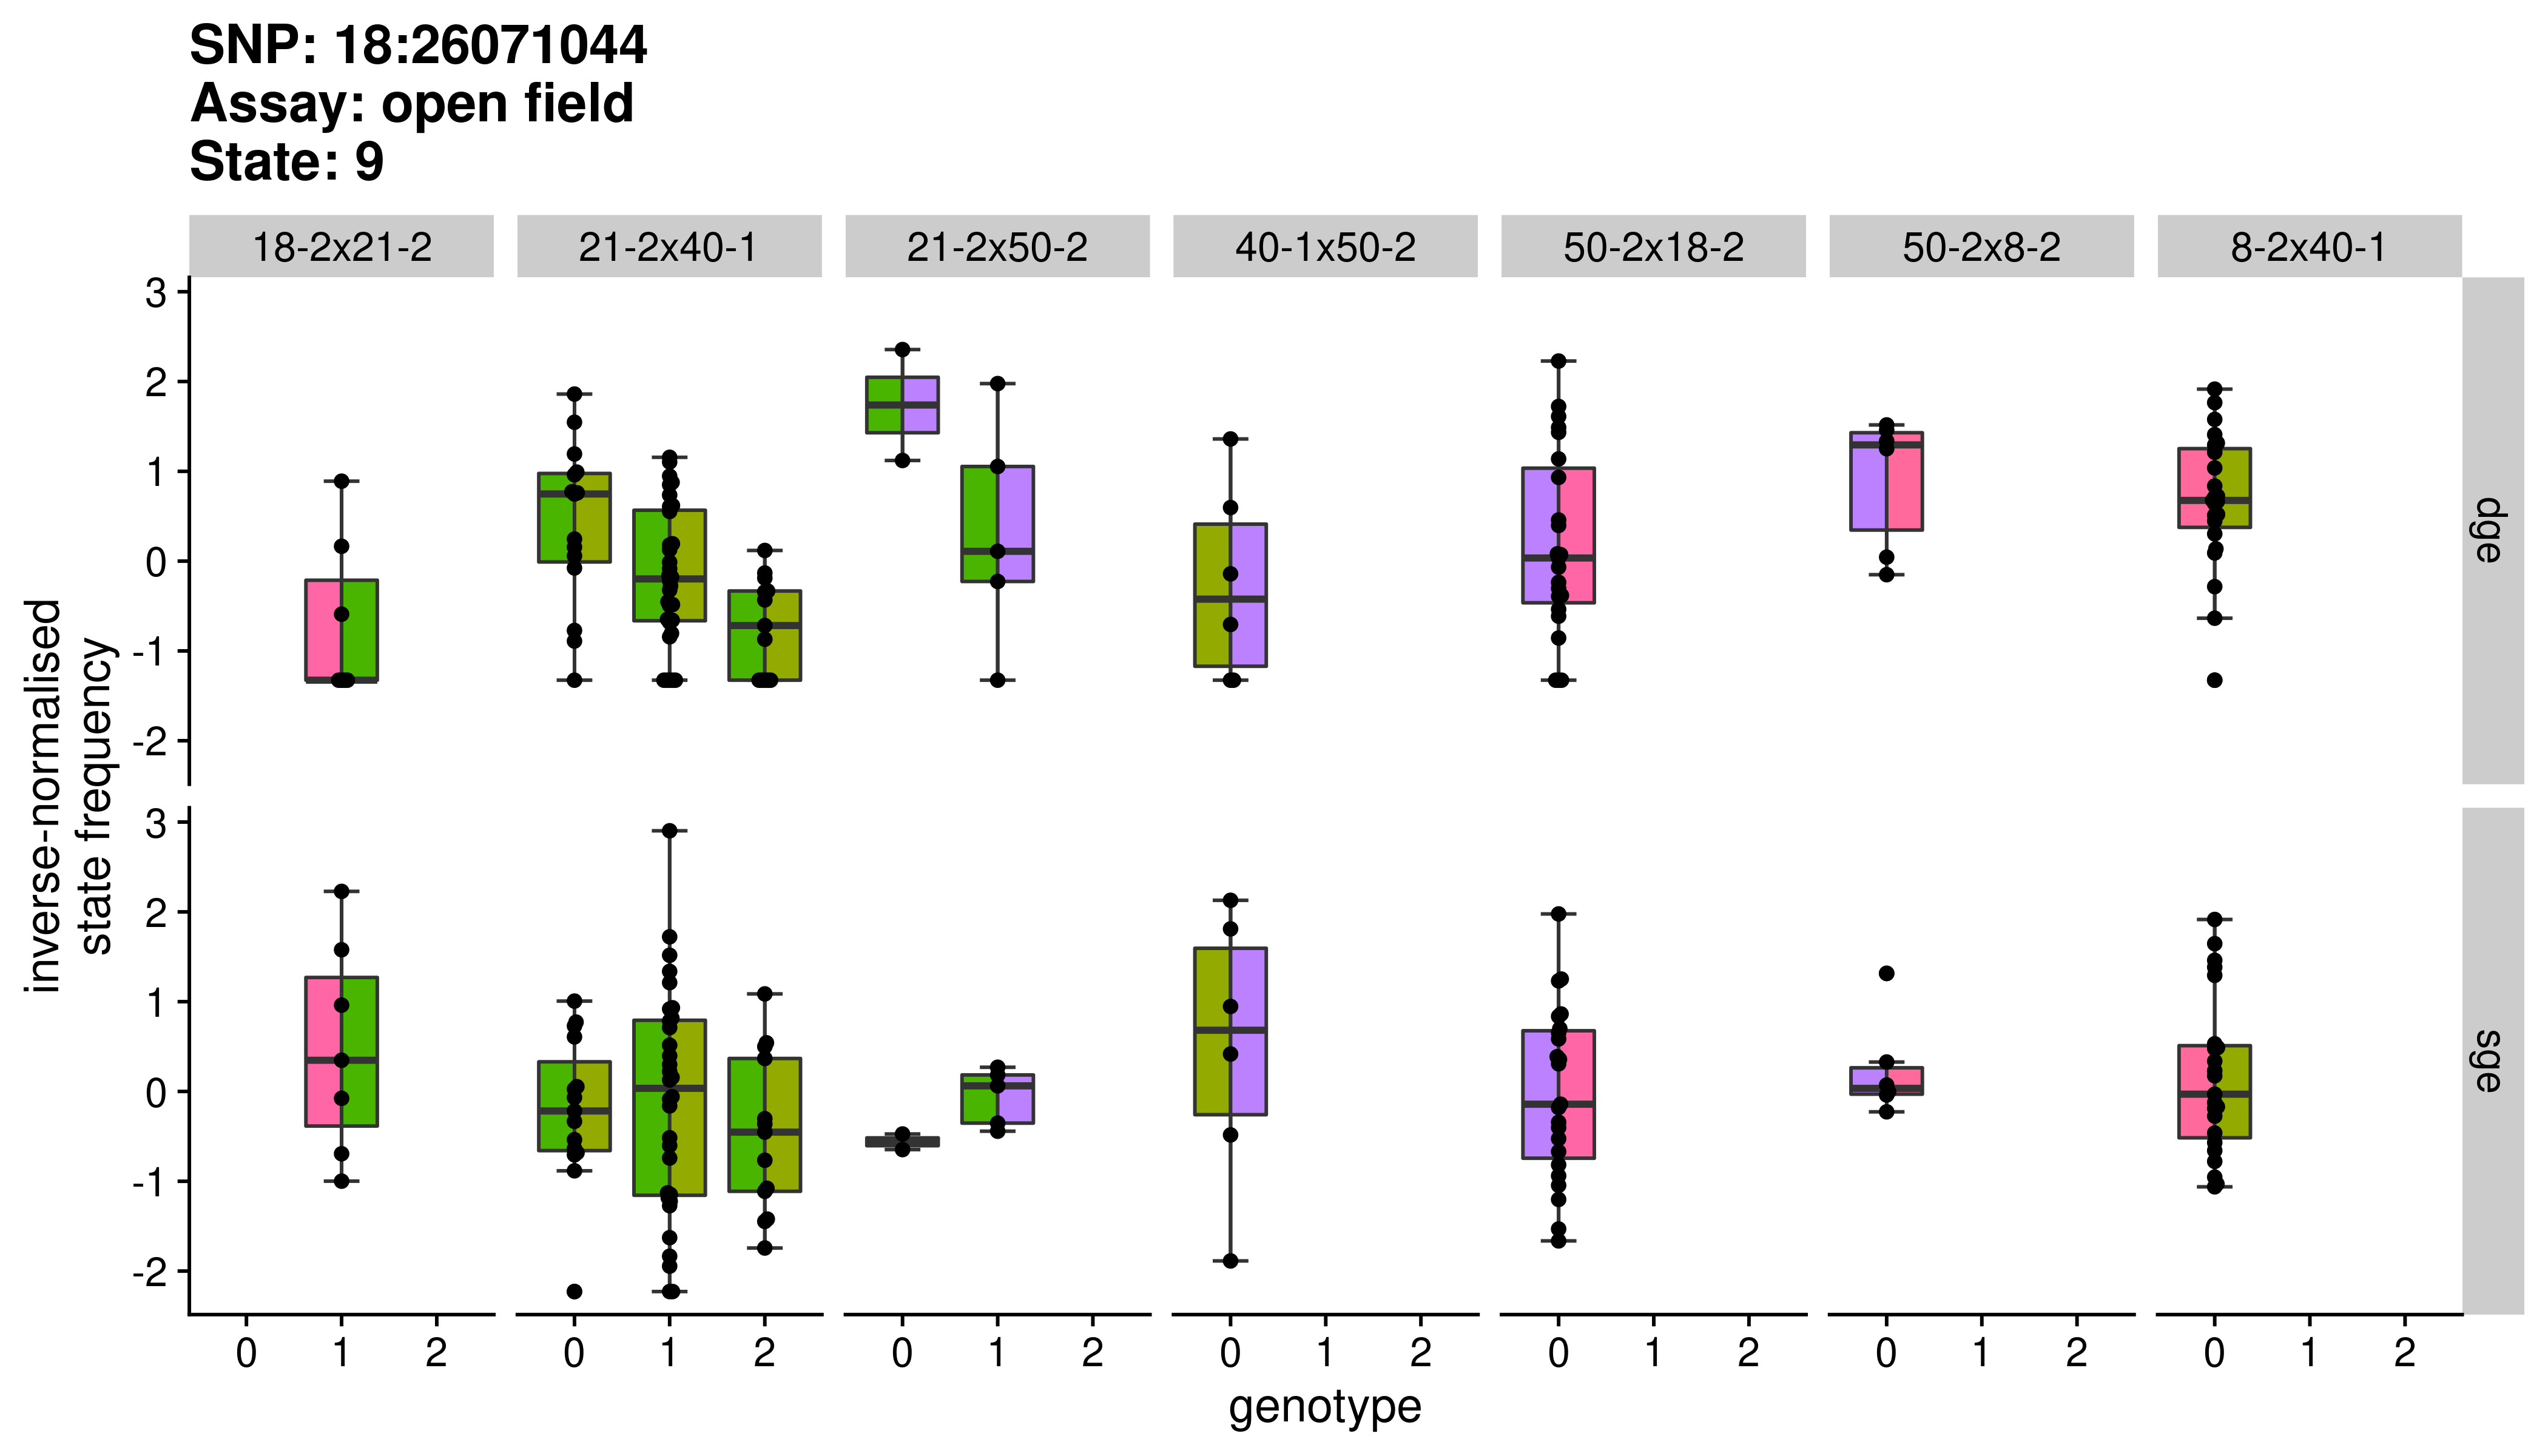 SNP: 18:26071044
Assay: open field
State: 9
18-2x21-2 21-2x40-1 21-2x50-2 40-1x50-2 50-2x18-2 50-2x8-2 8-2x40-1
3
2
1
0
-1
-2
dge
3
2
1
0
-1
-2
sge
inverse-normalised
state frequency
0 1 2 0 1 2 0 1 2 0 1 2 0 1 2 0 1 2 0 1 2
genotype